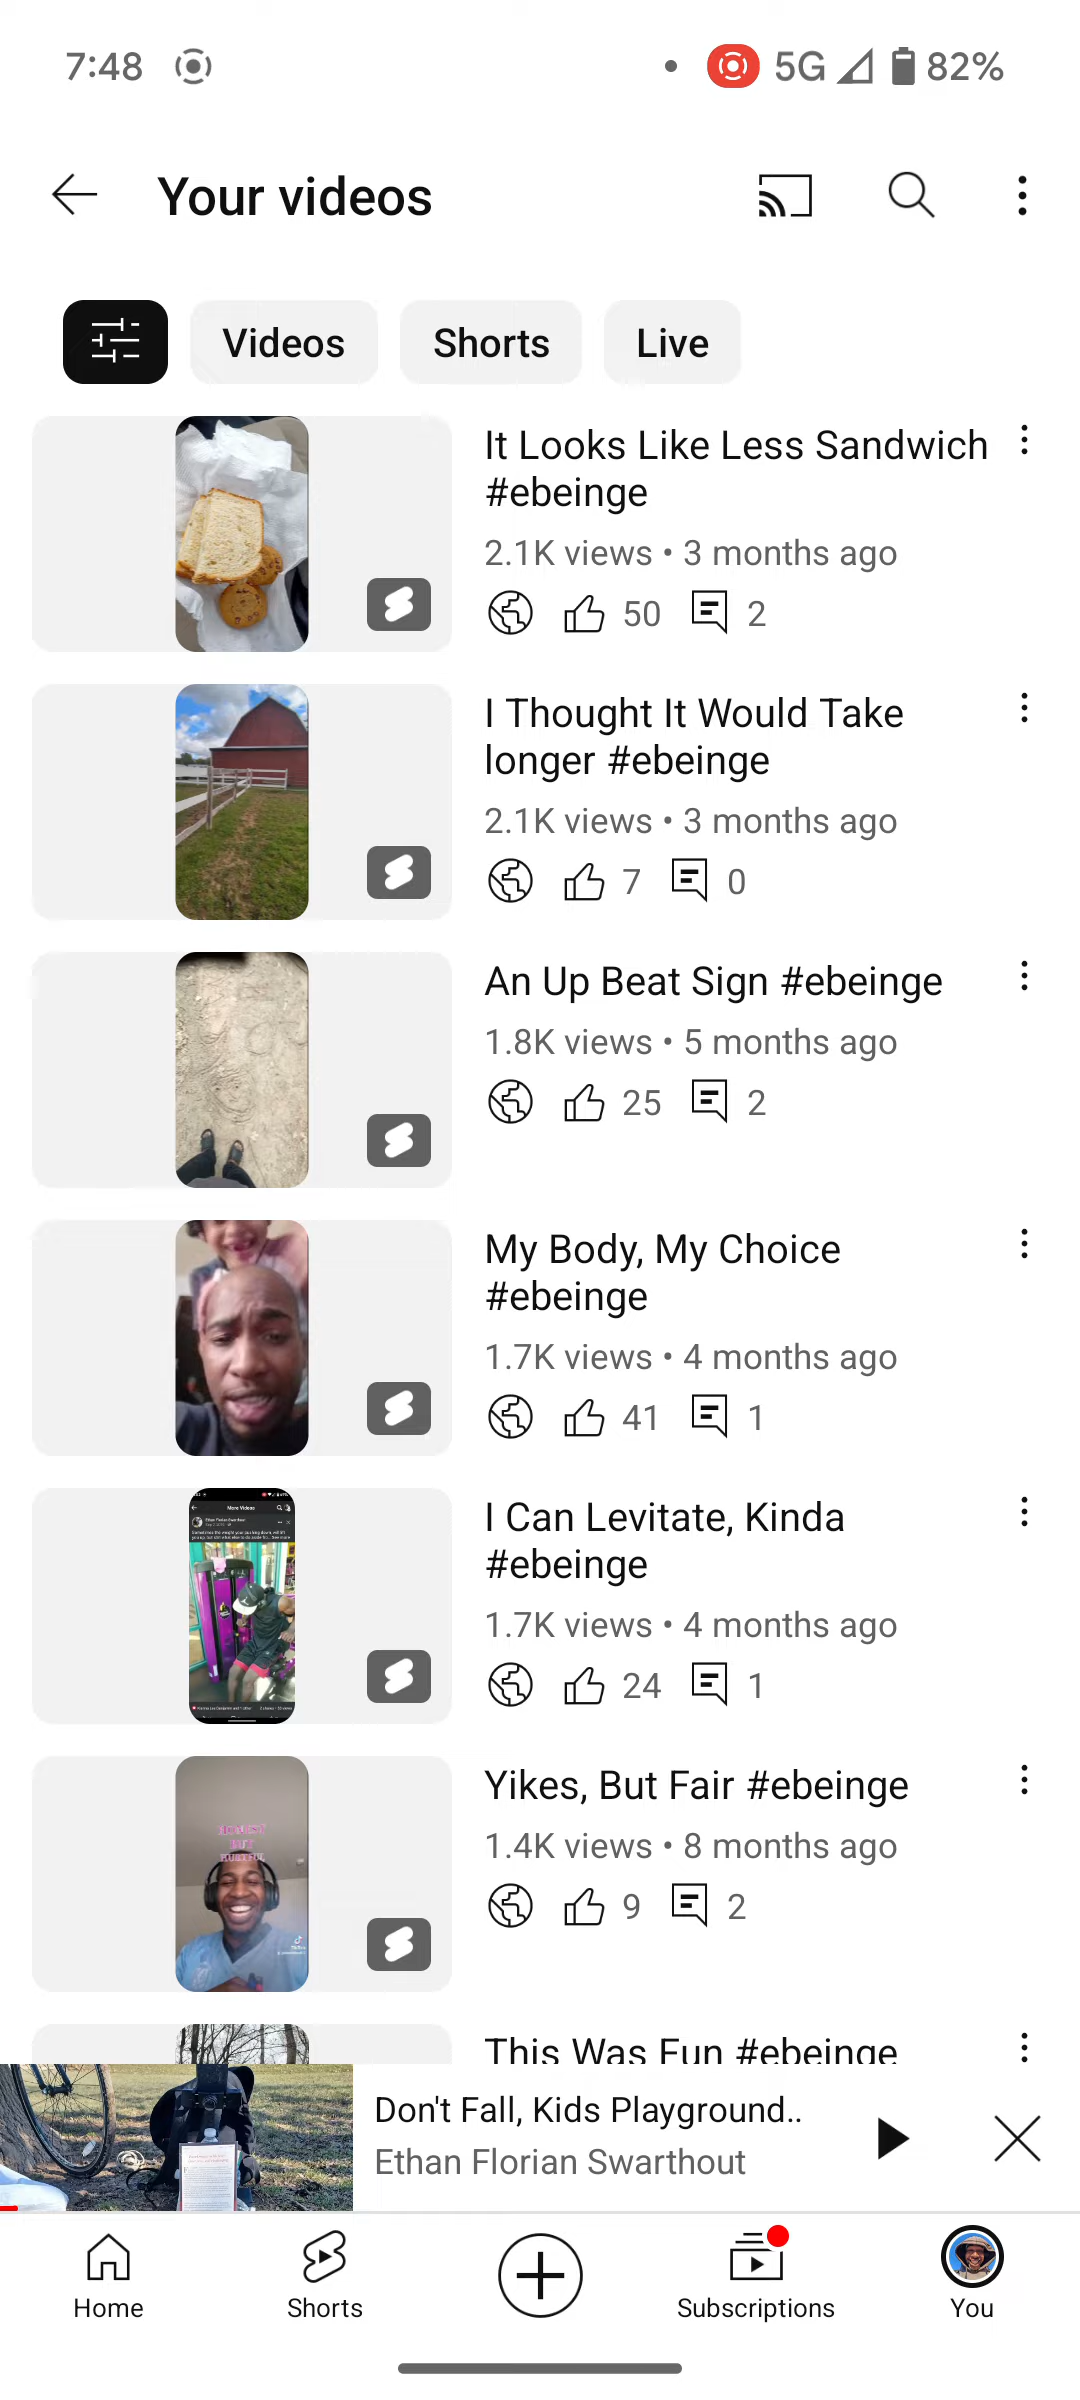 7:48 5G 82%
Your videos
Videos Shorts Live
It Looks Like Less Sandwich
#ebeinge
2.1K views • 3 months ago
50 2
I Thought It Would Take
longer #ebeinge
2.1K views • 3 months ago
7 0
An Up Beat Sign #ebeinge
1.8K views • 5 months ago
25 2
My Body, My Choice
#ebeinge
1.7K views • 4 months ago
41 1
More Videos
I Can Levitate, Kinda
#ebeinge
1.7K views • 4 months ago
24 1
HONEST
BUT
HURTFUL
Yikes, But Fair #ebeinge
1.4K views • 8 months ago
9 2
This Was Fun #ebeinge
Don't Fall, Kids Playground..
Ethan Florian Swarthout
Home Shorts Subscriptions You